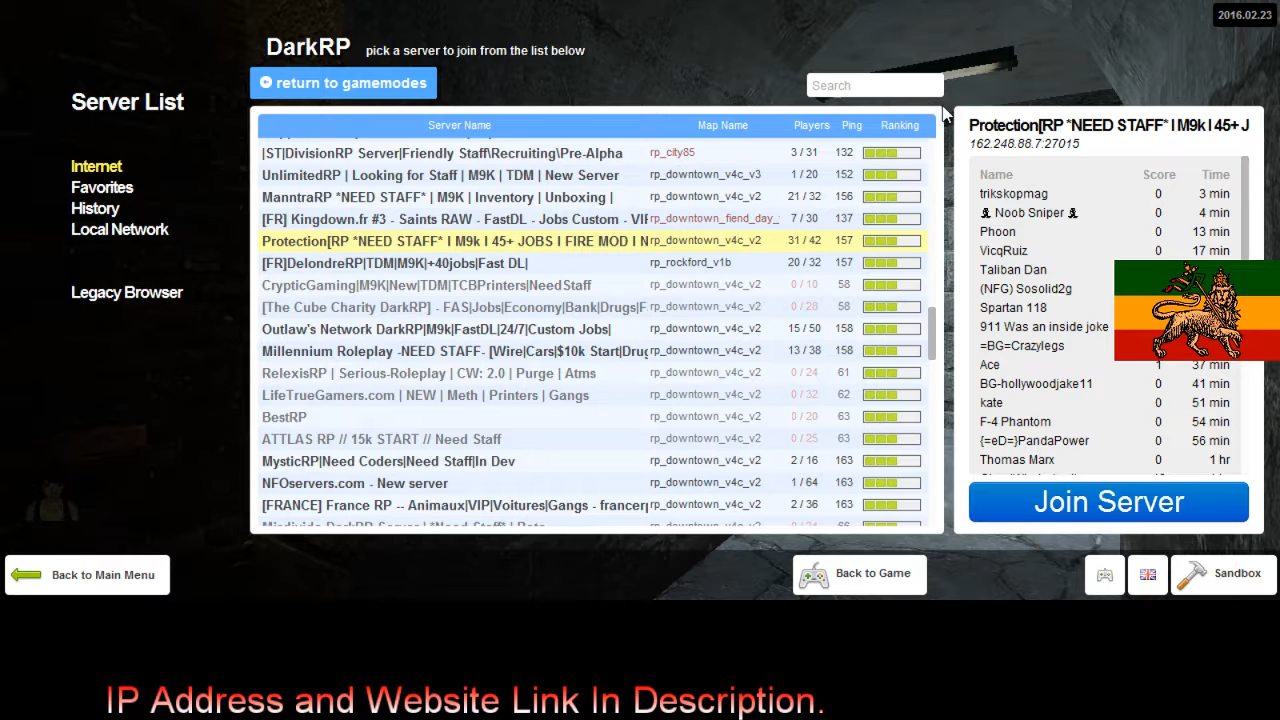 2016.02.23
DarkRP pick a server to join from the list below
return to gamemodes
Search
Server List
Internet
Favorites
History
Local Network
Legacy Browser
Server Name Map Name Players Ping Ranking
|ST|DivisionRP Server|Friendly Staff\Recruiting\Pre-Alpha rp_city85 3 / 31 132
UnlimitedRP | Looking for Staff | M9K | TDM | New Server rp_downtown_v4c_v3 1 / 20 152
ManntraRP *NEED STAFF* | M9K | Inventory | Unboxing | rp_downtown_v4c_v2 21 / 32 156
[FR] Kingdown.fr #3 - Saints RAW - FastDL - Jobs Custom - VIP rp_downtown_fiend_day_ 7 / 30 137
Protection[RP *NEED STAFF* I M9k I 45+ JOBS I FIRE MOD I N rp_downtown_v4c_v2 31 / 42 157
[FR]DelondreRP|TDM|M9K|+40jobs|Fast DL| rp_rockford_v1b 20 / 32 157
CrypticGaming|M9K|New|TDM|TCBPrinters|NeedStaff rp_downtown_v4c_v2 0 / 10 58
[The Cube Charity DarkRP] - FAS|Jobs|Economy|Bank|Drugs|F rp_downtown_v4c_v2 0 / 28 58
Outlaw's Network DarkRP|M9k|FastDL|24/7|Custom Jobs| rp_downtown_v4c_v2 15 / 50 158
Millennium Roleplay -NEED STAFF- [Wire|Cars|$10k Start|Drug rp_downtown_v4c_v2 13 / 38 158
RelexisRP | Serious-Roleplay | CW: 2.0 | Purge | Atms rp_downtown_v4c_v2 0 / 24 61
LifeTrueGamers.com | NEW | Meth | Printers | Gangs rp_downtown_v4c_v2 0 / 32 62
BestRP rp_downtown_v4c_v2 0 / 20 63
ATTLAS RP // 15k START // Need Staff rp_downtown_v4c_v2 0 / 25 63
MysticRP|Need Coders|Need Staff|In Dev rp_downtown_v4c_v2 2 / 16 163
NFOservers.com - New server rp_downtown_v4c_v2 1 / 64 163
[FRANCE] France RP -- Animaux|VIP|Voitures|Gangs - francerp rp_downtown_v4c_v2 2 / 36 163
Protection[RP *NEED STAFF* I M9k I 45+ J
162.248.88.7:27015
Name Score Time
trikskopmag 0 3 min
Noob Sniper 0 4 min
Phoon 0 13 min
VicqRuiz 0 17 min
Taliban Dan
(NFG) Sosolid2g
Spartan 118
911 Was an inside joke
=BG=Crazylegs
Ace 1 37 min
BG-hollywoodjake11 0 41 min
kate 0 51 min
F-4 Phantom 0 54 min
{=eD=}PandaPower 0 56 min
Thomas Marx 0 1 hr
Join Server
Back to Main Menu
Back to Game
Sandbox
IP Address and Website Link In Description.